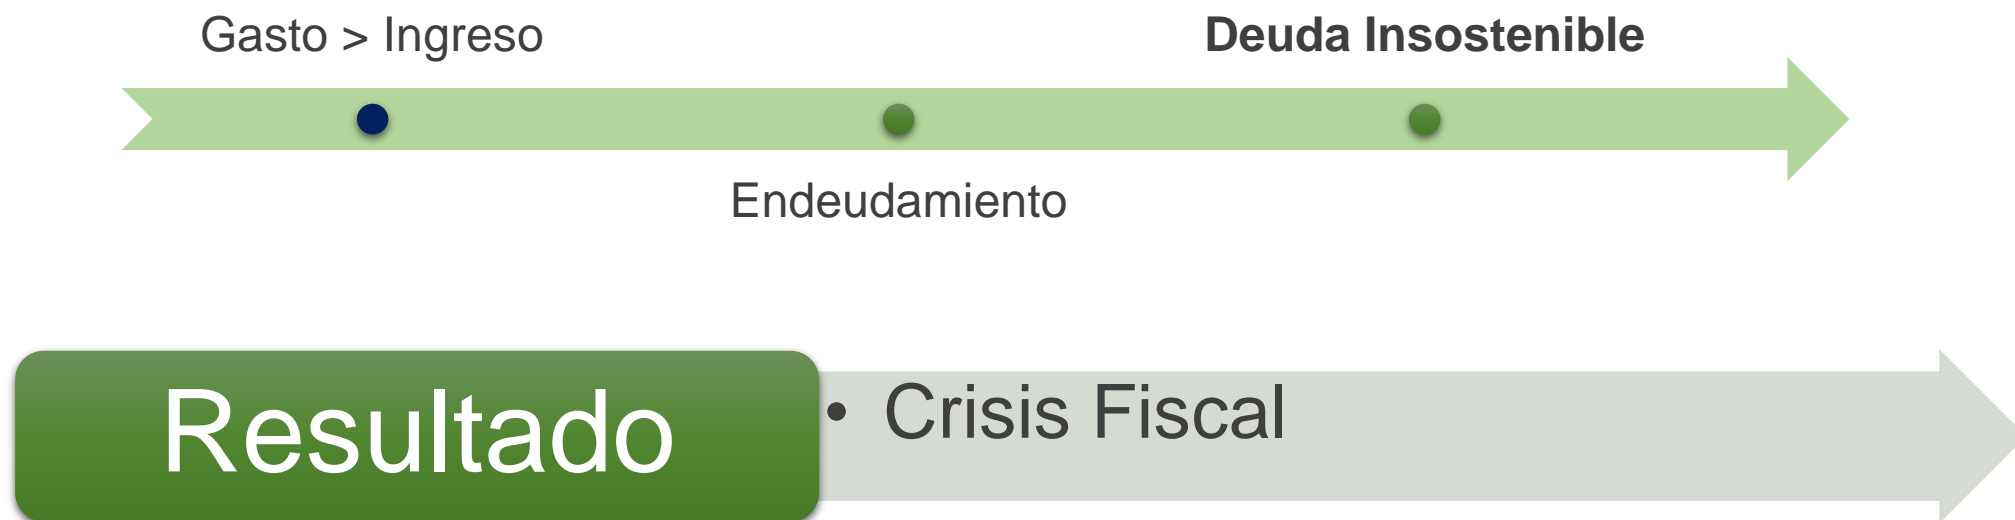 Gasto > Ingreso
Deuda Insostenible
Endeudamiento
Resultado
• Crisis Fiscal